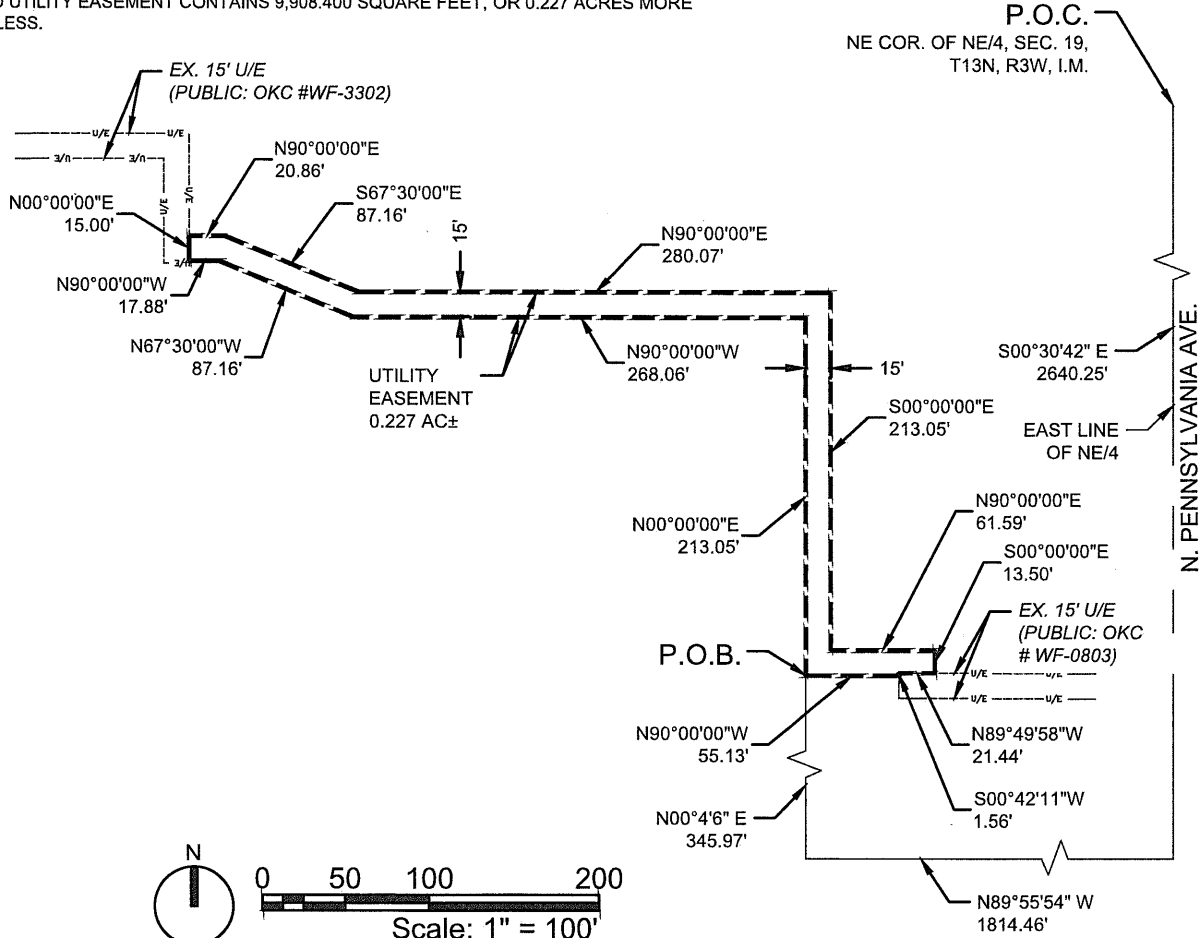 UTILITY EASEMENT CONTAINS 9,908.400 SQUARE FEET, OR 0.227 ACRES MORE
LESS.
P.O.C.
NE COR. OF NE/4, SEC. 19,
T13N, R3W, I.M.
EX. 15' U/E
(PUBLIC: OKC #WF-3302)
U/E
U/E
U/E
U/E
U/E
U/E
U/E
N90°00'00"E
20.86'
N00°00'00"E
15.00'
S67°30'00"E
87.16'
15'
N90°00'00"E
280.07'
N90°00'00"W
17.88'
N67°30'00"W
87.16'
UTILITY
EASEMENT
0.227 AC±
N90°00'00"W
268.06'
15'
S00°30'42" E
2640.25'
N. PENNSYLVANIA AVE.
S00°00'00"E
213.05'
EAST LINE
OF NE/4
N00°00'00"E
213.05'
N90°00'00"E
61.59'
S00°00'00"E
13.50'
EX. 15' U/E
(PUBLIC: OKC
# WF-0803)
P.O.B.
U/E
U/E
U/E
U/E
N90°00'00"W
55.13'
N89°49'58"W
21.44'
S00°42'11"W
1.56'
N00°4'6" E
345.97'
N89°55'54" W
1814.46'
N
0 50 100 200
Scale: 1" = 100'